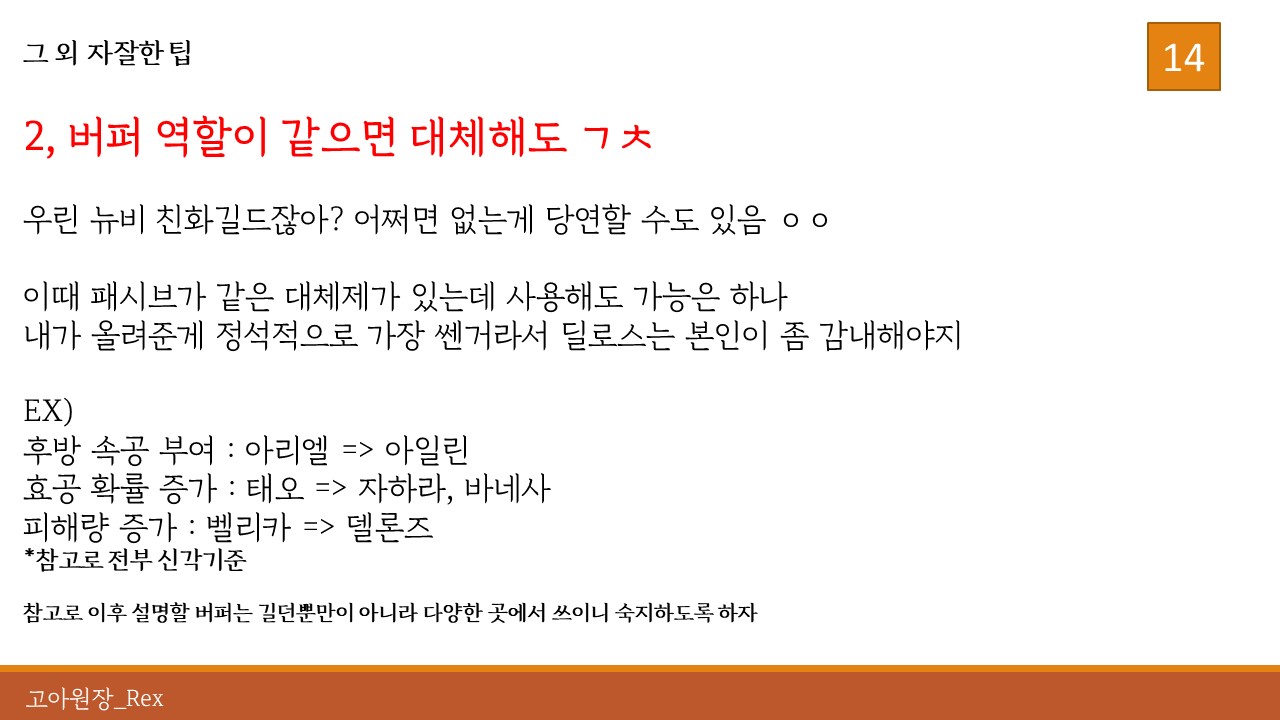 그 외 자잘한 팁
14
2, 버퍼 역할이 같으면 대체해도 ㄱㅊ
우린 뉴비 친화길드잖아? 어쩌면 없는게 당연할 수도 있음 ㅇㅇ
이때 패시브가 같은 대체제가 있는데 사용해도 가능은 하나
내가 올려준게 정석적으로 가장 쎈거라서 딜로스는 본인이 좀 감내해야지
EX)
후방 속공 부여 : 아리엘 => 아일린
효공 확률 증가 : 태오 => 자하라, 바네사
피해량 증가 : 벨리카 => 델론즈
*참고로 전부 신각기준
참고로 이후 설명할 버퍼는 길던뿐만이 아니라 다양한 곳에서 쓰이니 숙지하도록 하자
고아원장_Rex